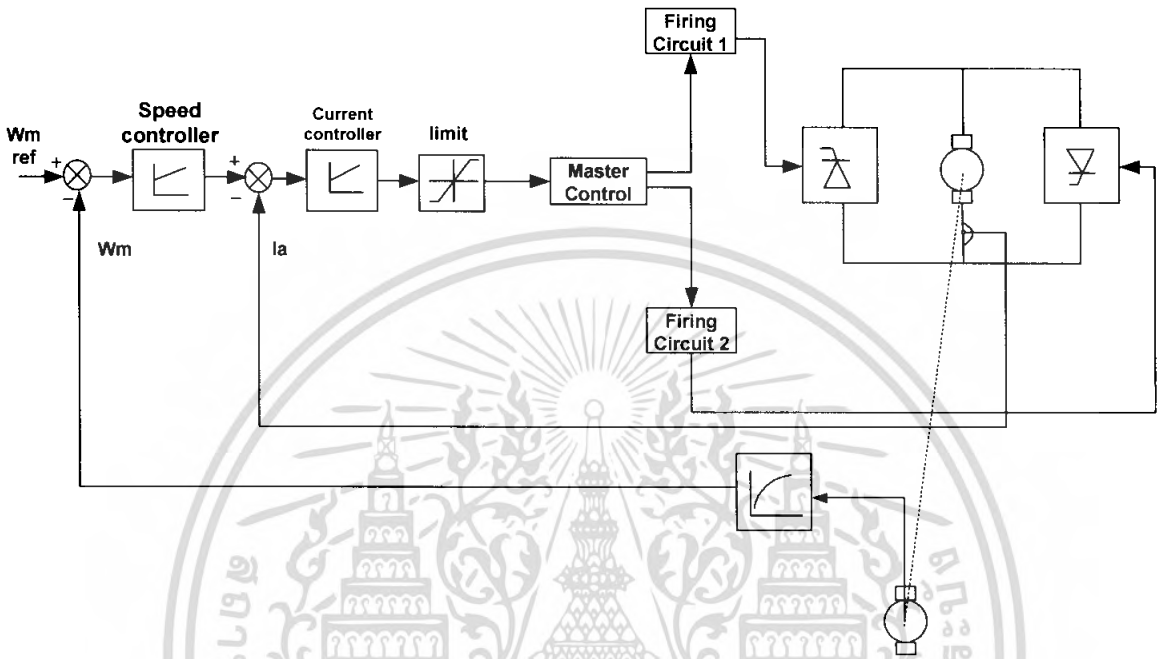 Firing
Circuit 1
Speed
controller
Current
controller
limit
Wm
ref
+
−
+
−
Master
Control
Wm
Ia
Firing
Circuit 2